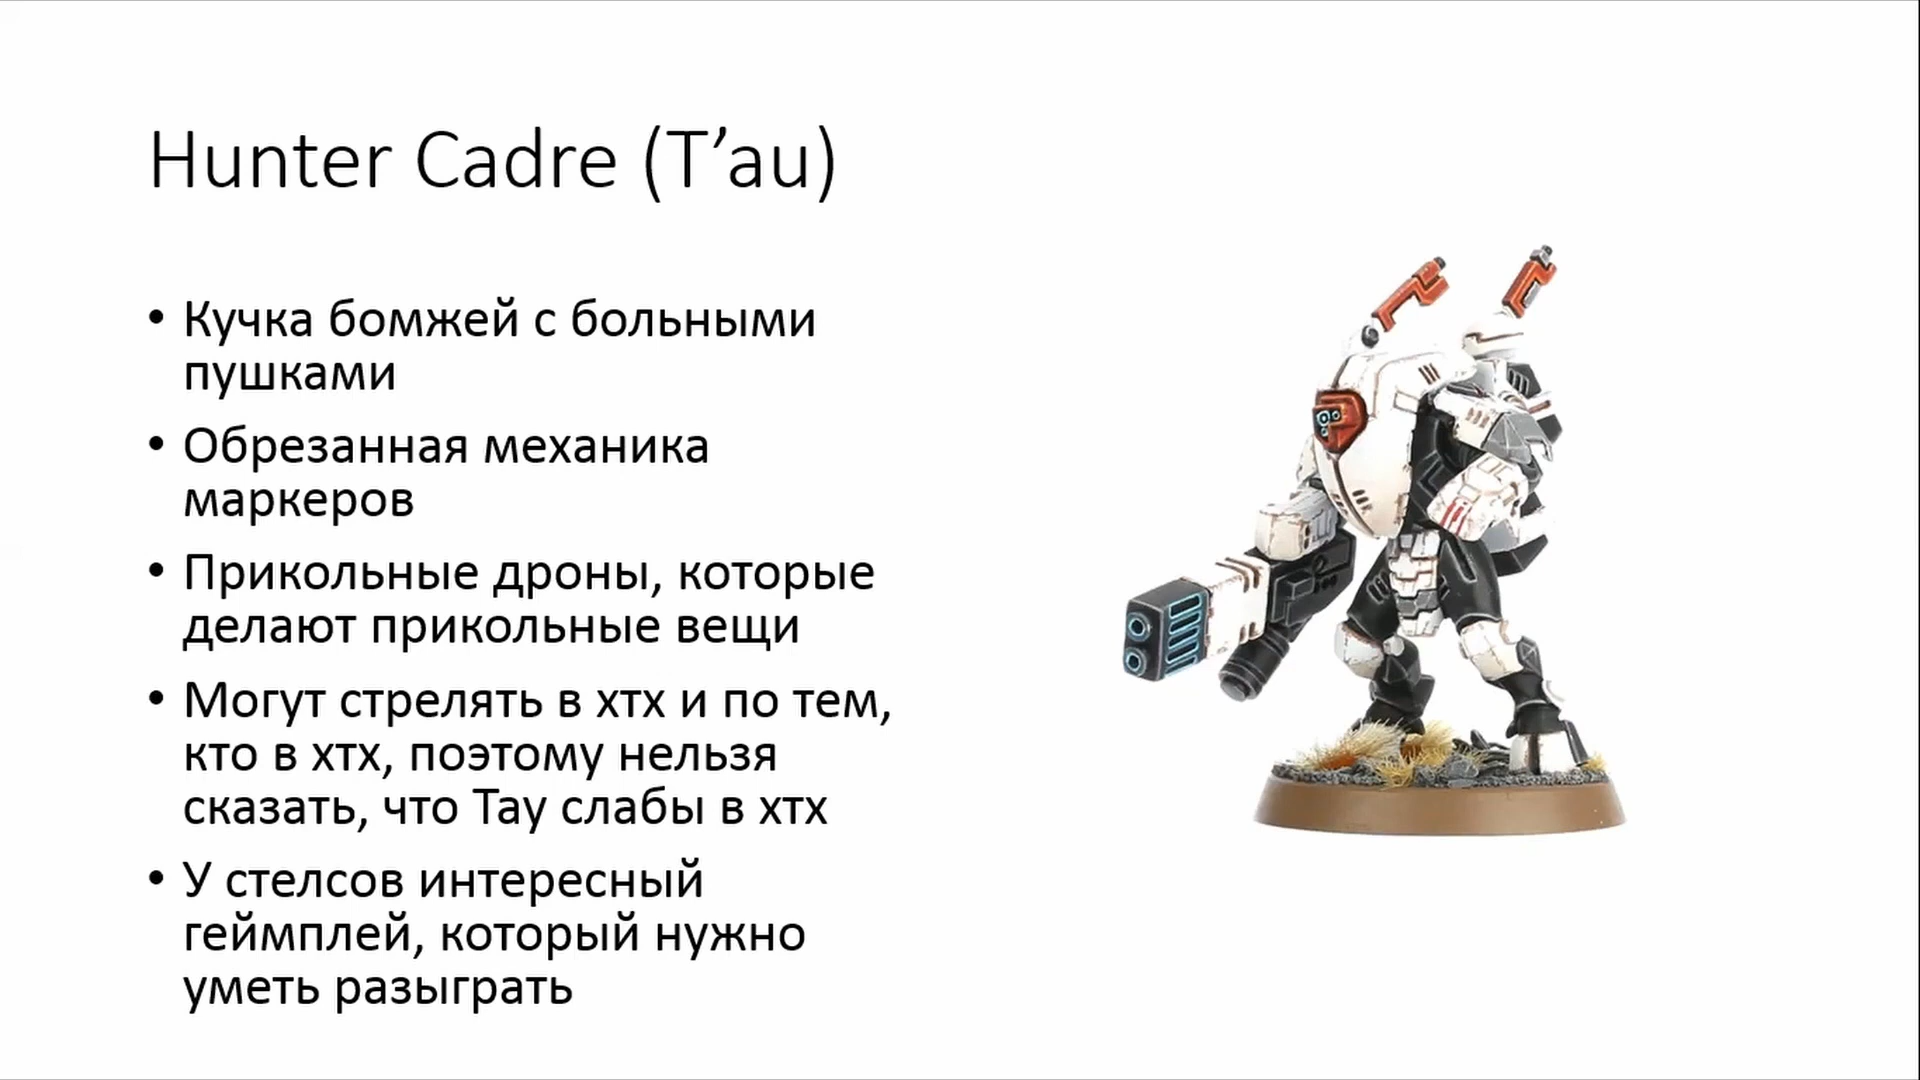 Hunter Cadre (T’au)
• Кучка бомжей с больными
пушками
• Обрезанная механика
маркеров
• Прикольные дроны, которые
делают прикольные вещи
• Могут стрелять в хтх и по тем,
кто в хтх, поэтому нельзя
сказать, что Тау слабы в хтх
• У стелсов интересный
геймплей, который нужно
уметь разыграть